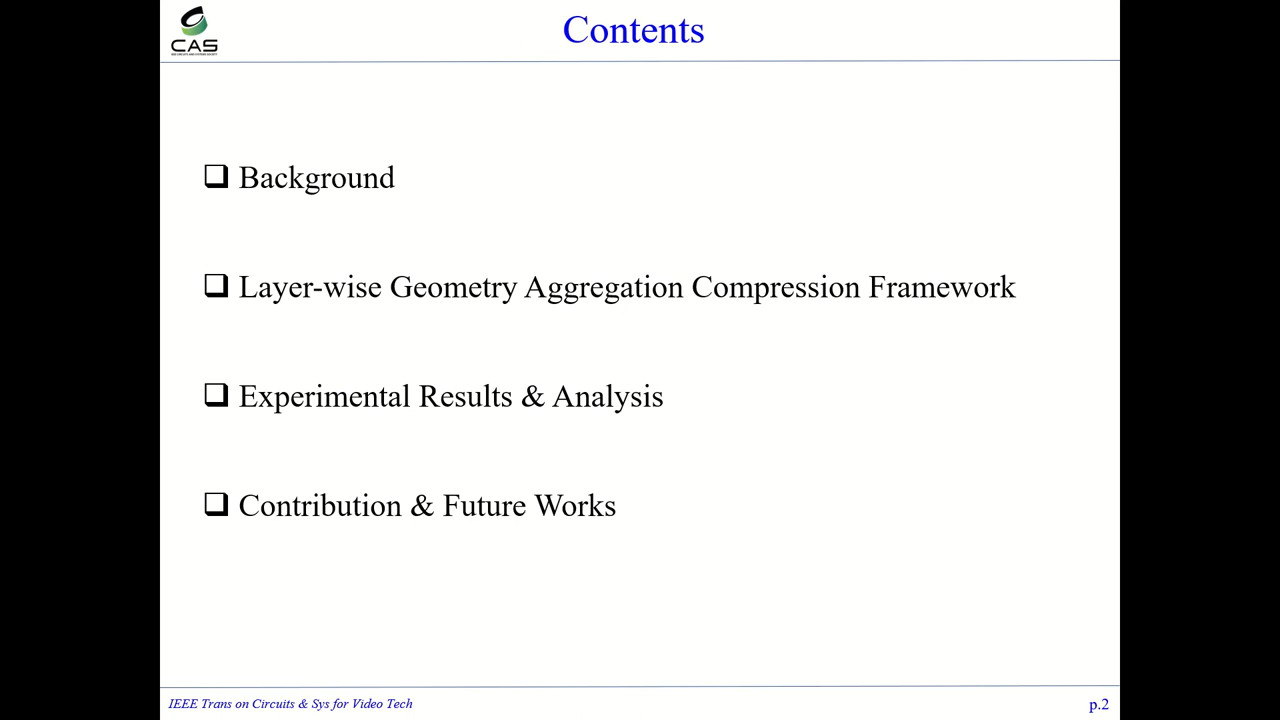 CAS
Contents
Background
Layer-wise Geometry Aggregation Compression Framework
Experimental Results & Analysis
Contribution & Future Works
IEEE Trans on Circuits & Sys for Video Tech
p.2